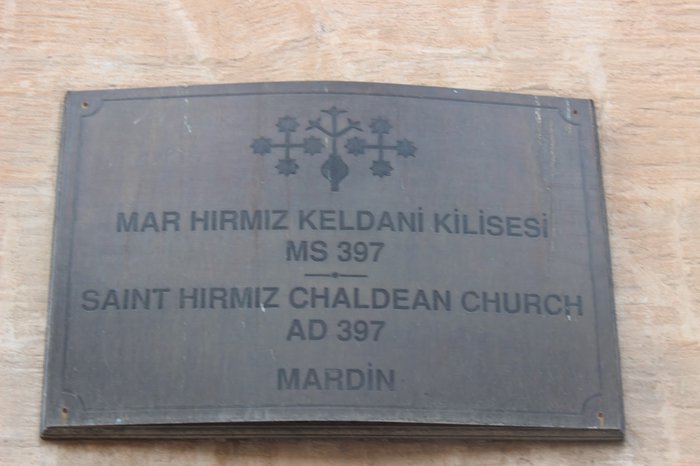 MAR HIRMIZ KELDANİ KİLİSESİ
MS 397
SAINT HIRMIZ CHALDEAN CHURCH
AD 397
MARDİN